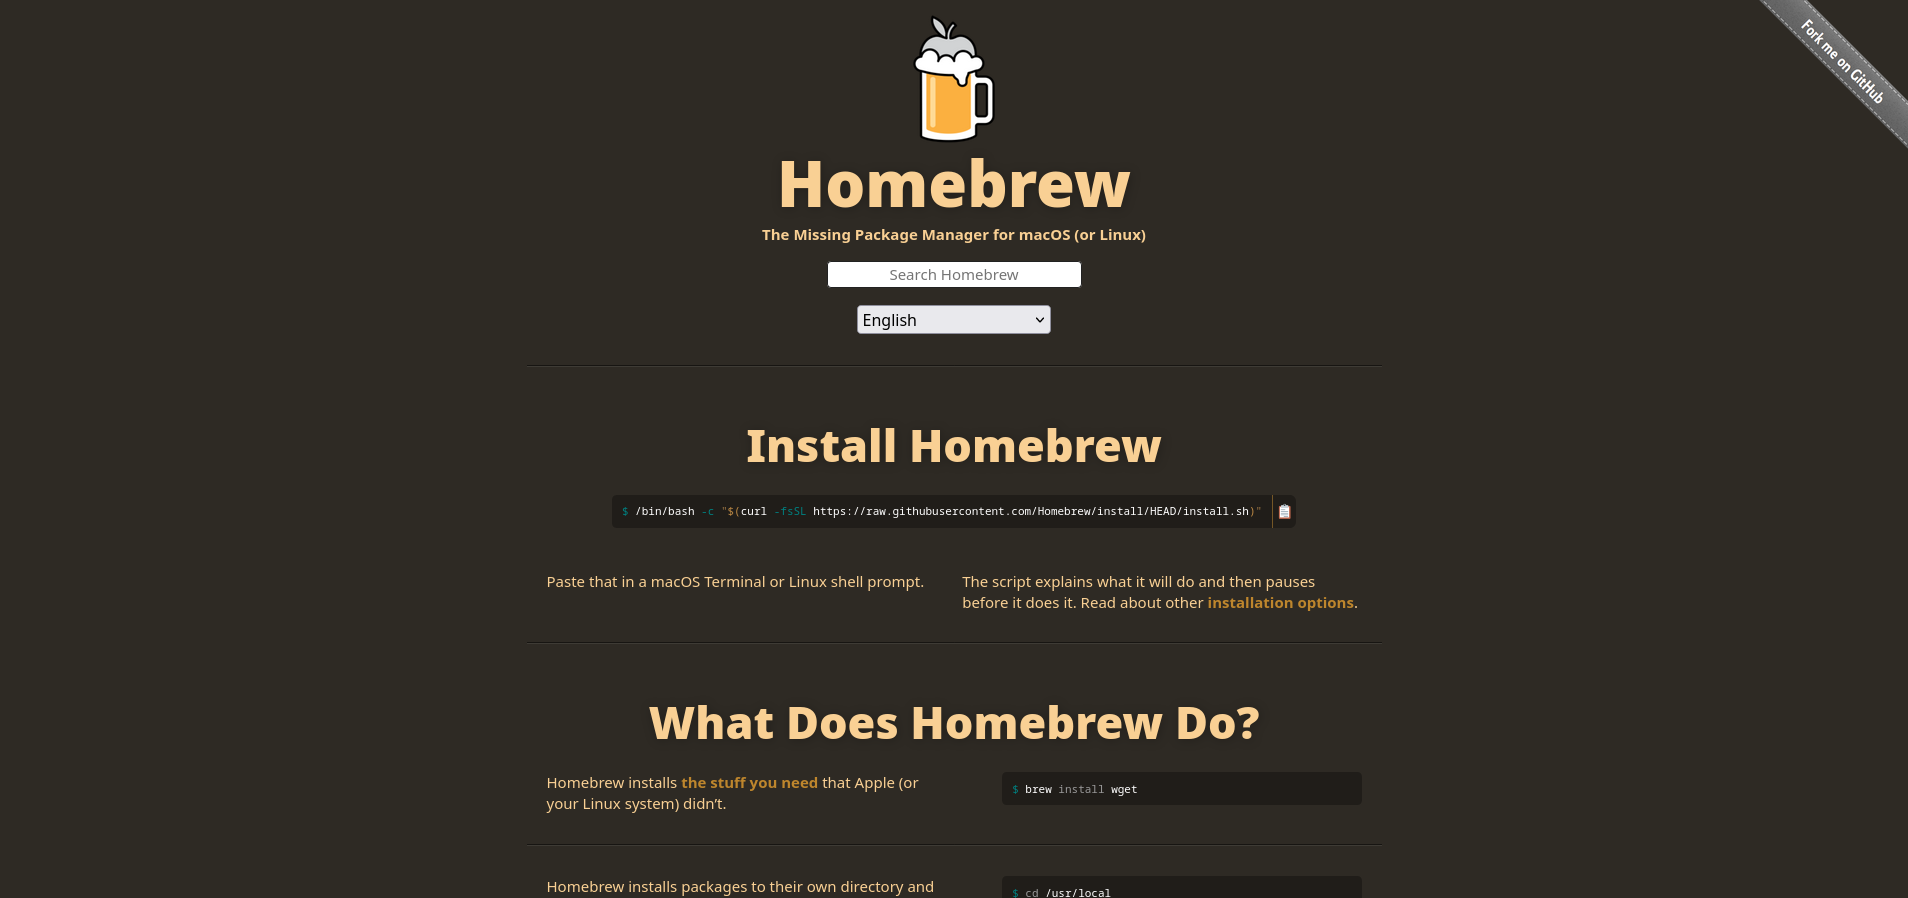 Fork me on GitHub
Homebrew
The Missing Package Manager for macOS (or Linux)
Search Homebrew
English
Install Homebrew
$ /bin/bash -c "$(curl -fsSL https://raw.githubusercontent.com/Homebrew/install/HEAD/install.sh)"
Paste that in a macOS Terminal or Linux shell prompt.
The script explains what it will do and then pauses
before it does it. Read about other installation options.
What Does Homebrew Do?
Homebrew installs the stuff you need that Apple (or
your Linux system) didn’t.
$ brew install wget
Homebrew installs packages to their own directory and
$ cd /usr/local